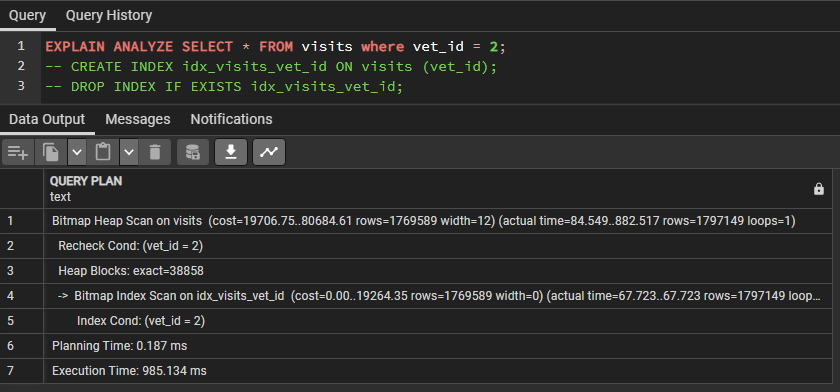 Query Query History
1 EXPLAIN ANALYZE SELECT * FROM visits where vet_id = 2;
2 -- CREATE INDEX idx_visits_vet_id ON visits (vet_id);
3 -- DROP INDEX IF EXISTS idx_visits_vet_id;
Data Output Messages Notifications
QUERY PLAN
text
1 Bitmap Heap Scan on visits (cost=19706.75..80684.61 rows=1769589 width=12) (actual time=84.549..882.517 rows=1797149 loops=1)
2 Recheck Cond: (vet_id = 2)
3 Heap Blocks: exact=38858
4 -> Bitmap Index Scan on idx_visits_vet_id (cost=0.00..19264.35 rows=1769589 width=0) (actual time=67.723..67.723 rows=1797149 loop...
5 Index Cond: (vet_id = 2)
6 Planning Time: 0.187 ms
7 Execution Time: 985.134 ms